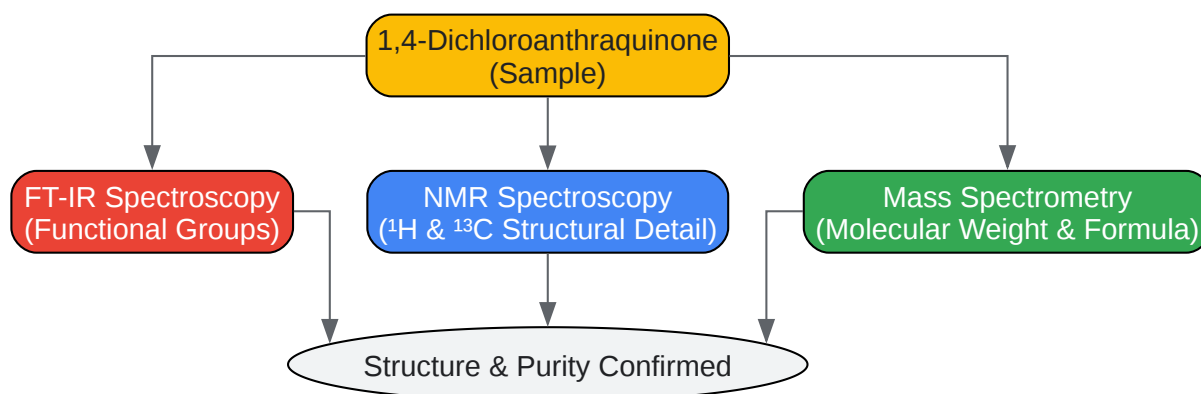 1,4-Dichloroanthraquinone
(Sample)
FT-IR Spectroscopy
(Functional Groups)
NMR Spectroscopy
(¹H & ¹³C Structural Detail)
Mass Spectrometry
(Molecular Weight & Formula)
Structure & Purity Confirmed